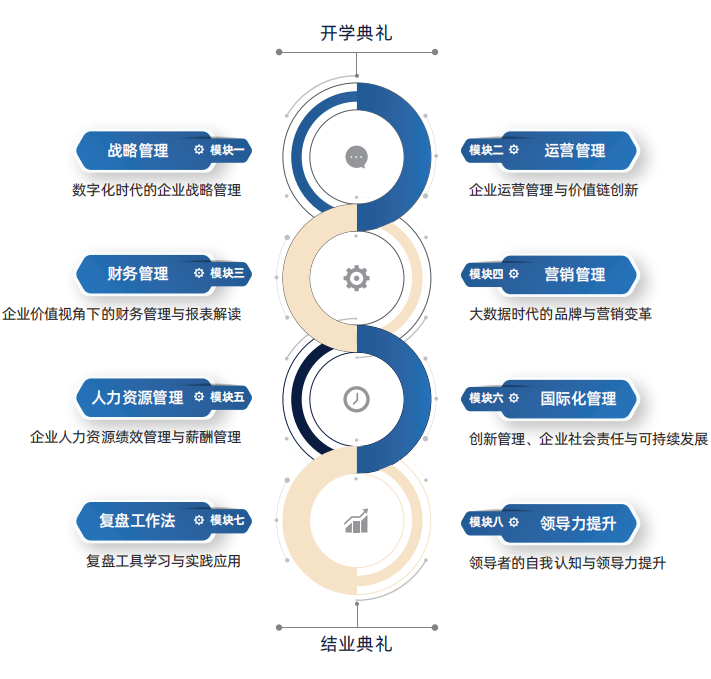 开学典礼
战略管理 模块一
数字化时代的企业战略管理
模块二 运营管理
企业运营管理与价值链创新
财务管理 模块三
企业价值视角下的财务管理与报表解读
模块四 营销管理
大数据时代的品牌与营销变革
人力资源管理 模块五
企业人力资源绩效管理与薪酬管理
模块六 国际化管理
创新管理、企业社会责任与可持续发展
复盘工作法 模块七
复盘工具学习与实践应用
模块八 领导力提升
领导者的自我认知与领导力提升
结业典礼